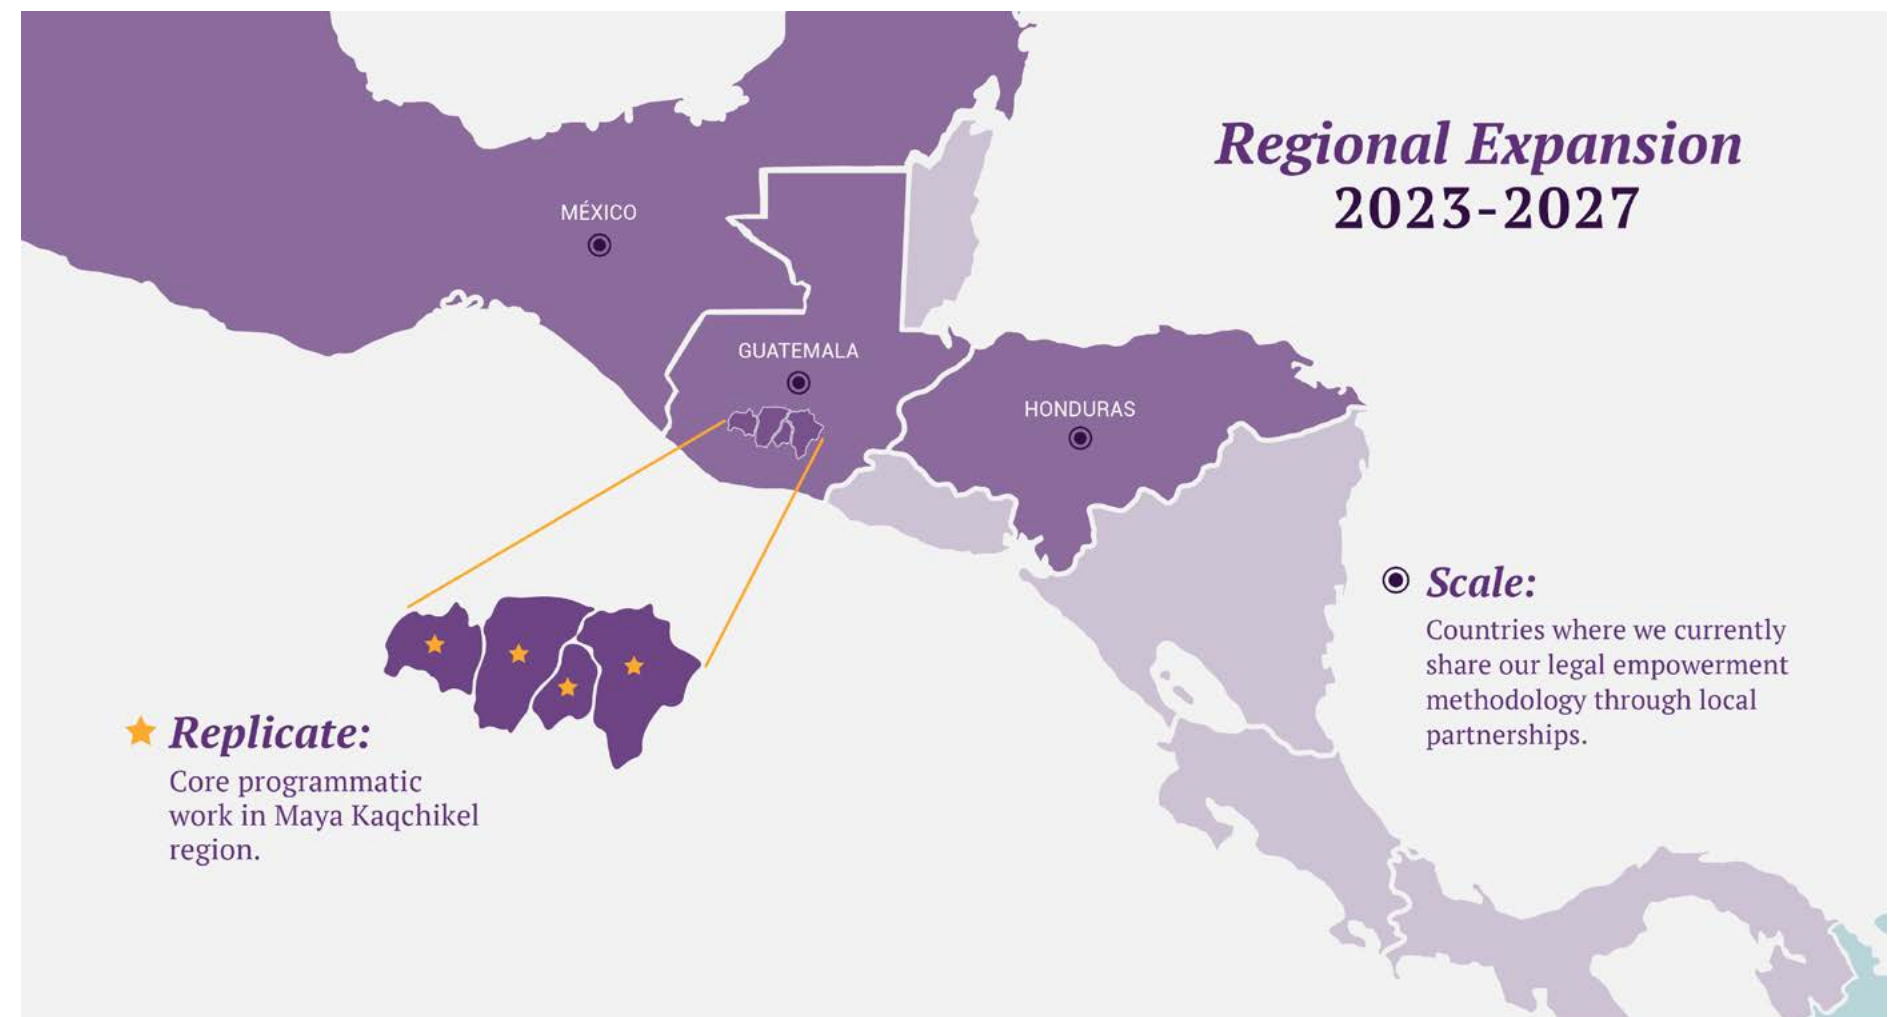 Regional Expansion
2023-2027
MÉXICO
GUATEMALA
HONDURAS
Scale:
Countries where we currently
share our legal empowerment
methodology through local
partnerships.
Replicate:
Core programmatic
work in Maya Kaqchikel
region.